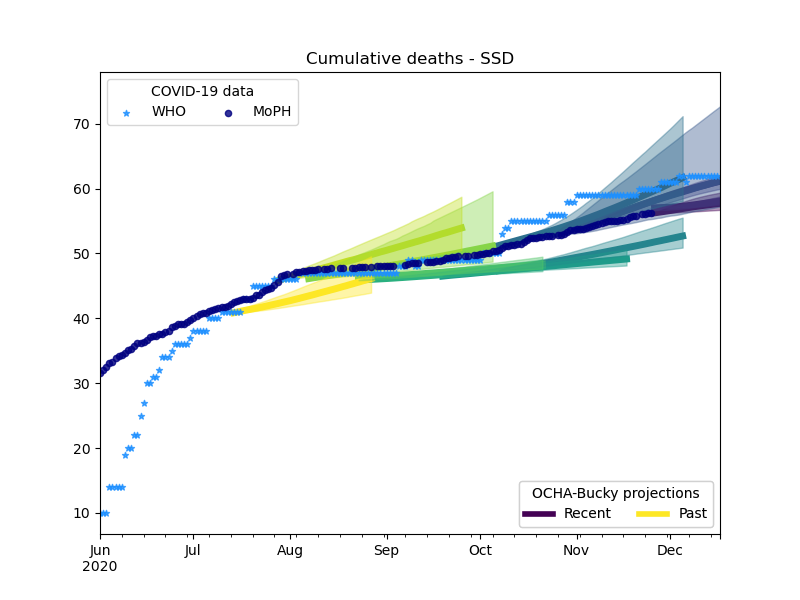 Cumulative deaths - SSD
COVID-19 data
WHO MoPH
70
60
50
40
30
20
10
OCHA-Bucky projections
Recent Past
Jun Jul Aug Sep Oct Nov Dec
2020